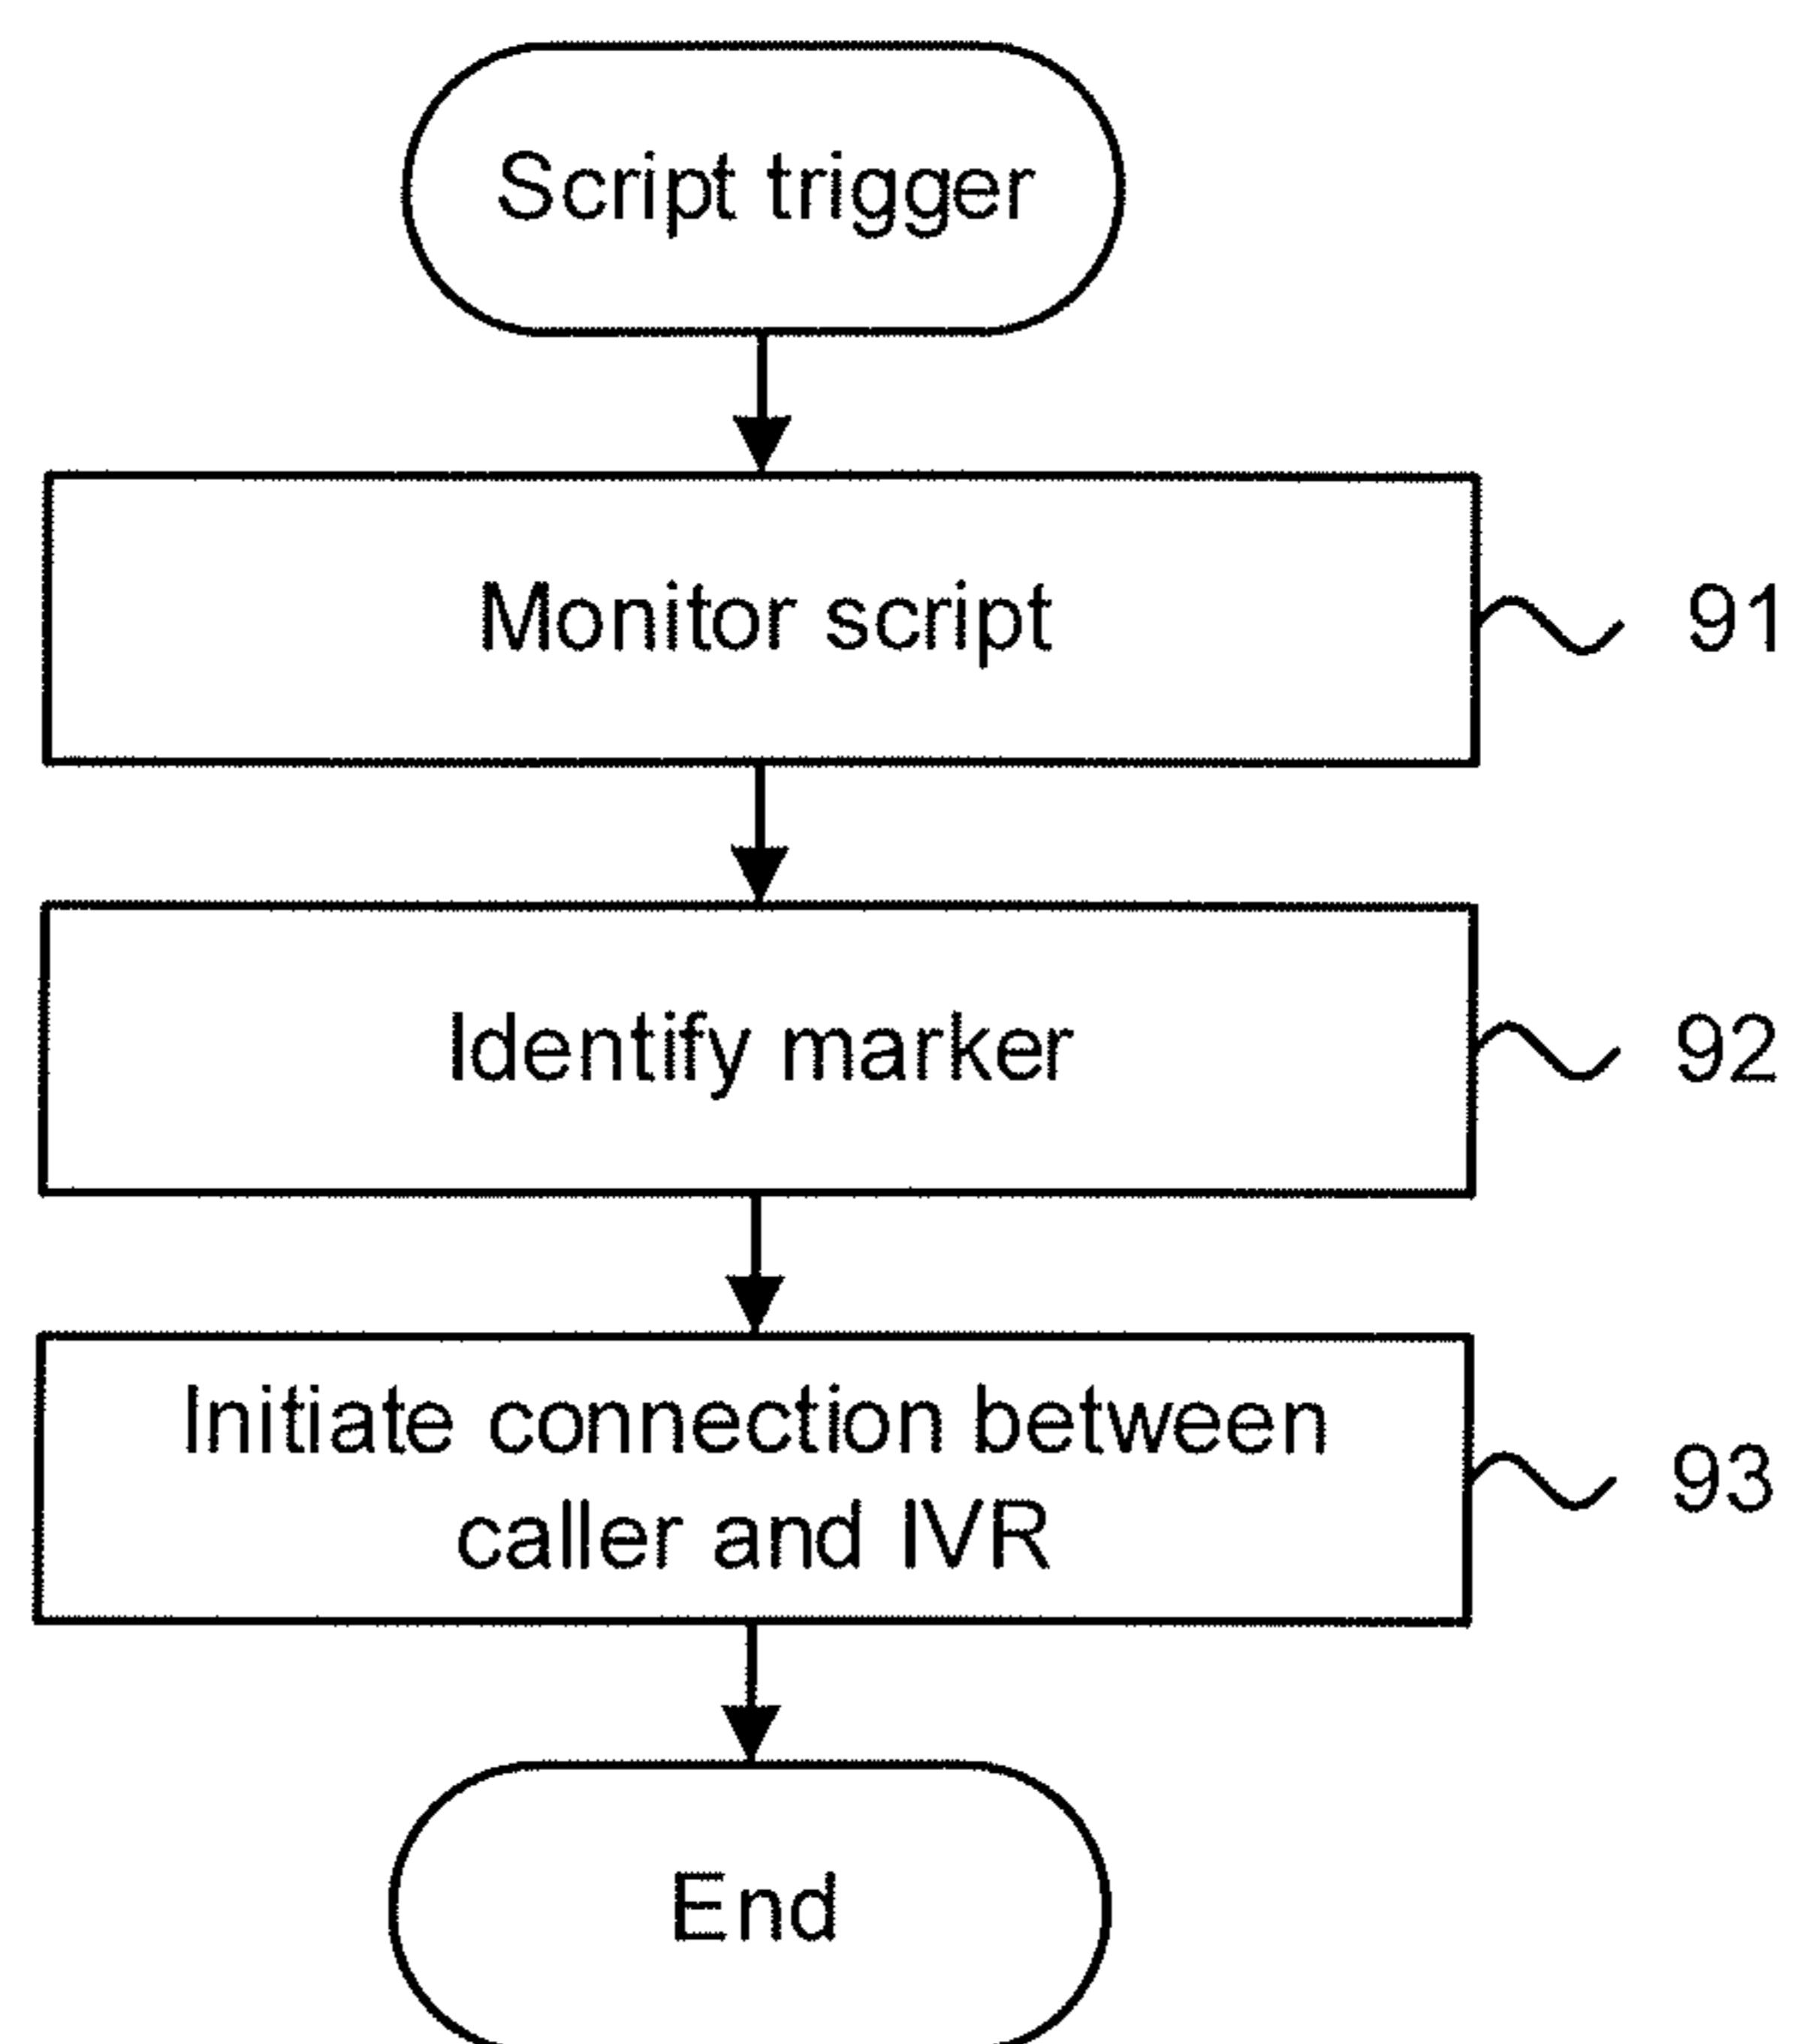 Script trigger
Monitor script
91
Identify marker
92
Initiate connection between
caller and IVR
93
End